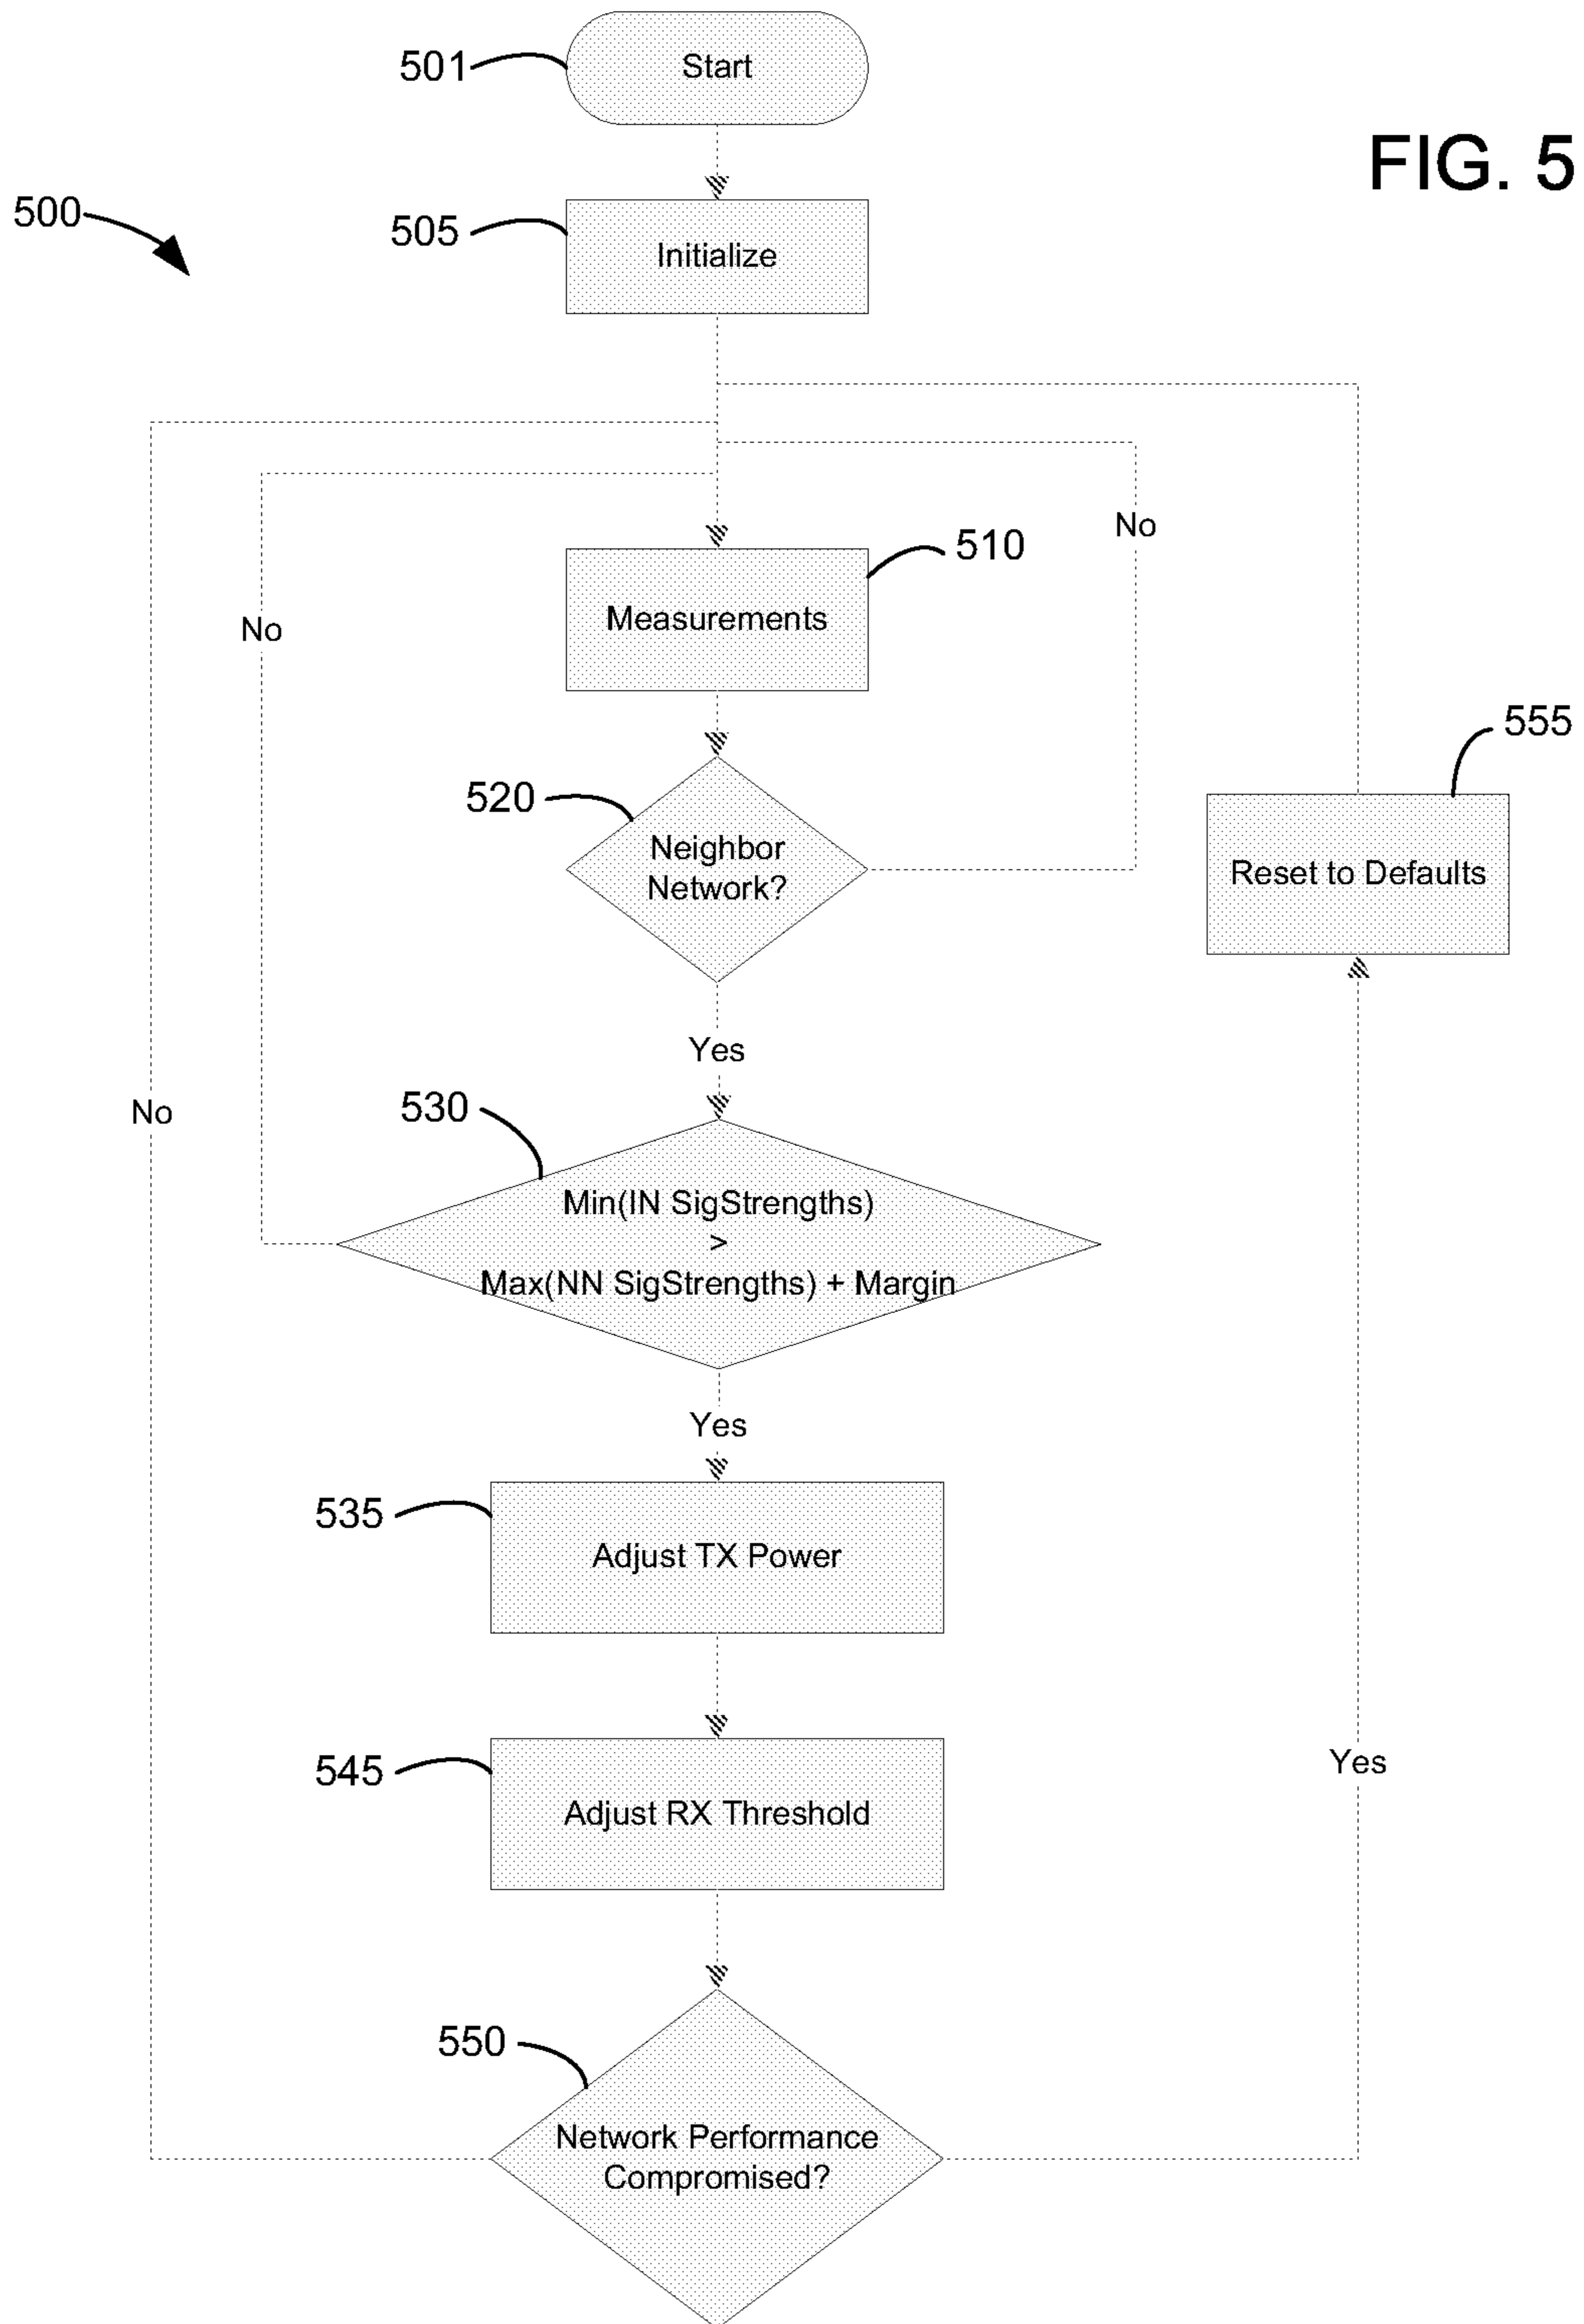 501
Start
FIG. 5
500
505
Initialize
No
510
Measurements
No
555
520
Neighbor
Network?
Reset to Defaults
Yes
530
No
Min(IN SigStrengths)
>
Max(NN SigStrengths) + Margin
Yes
535
Adjust TX Power
545
Adjust RX Threshold
Yes
550
Network Performance
Compromised?